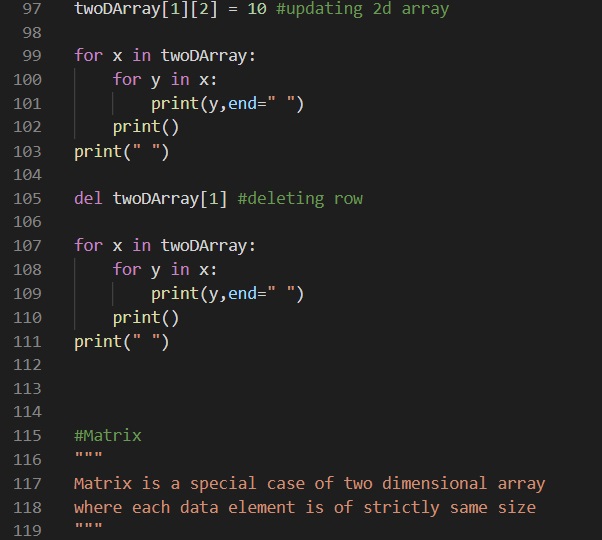 97 twoDArray[1][2] = 10 #updating 2d array
98
99 for x in twoDArray:
100     for y in x:
101         print(y,end=" ")
102     print()
103 print(" ")
104
105 del twoDArray[1] #deleting row
106
107 for x in twoDArray:
108     for y in x:
109         print(y,end=" ")
110     print()
111 print(" ")
112
113
114
115 #Matrix
116 """
117 Matrix is a special case of two dimensional array
118 where each data element is of strictly same size
119 """